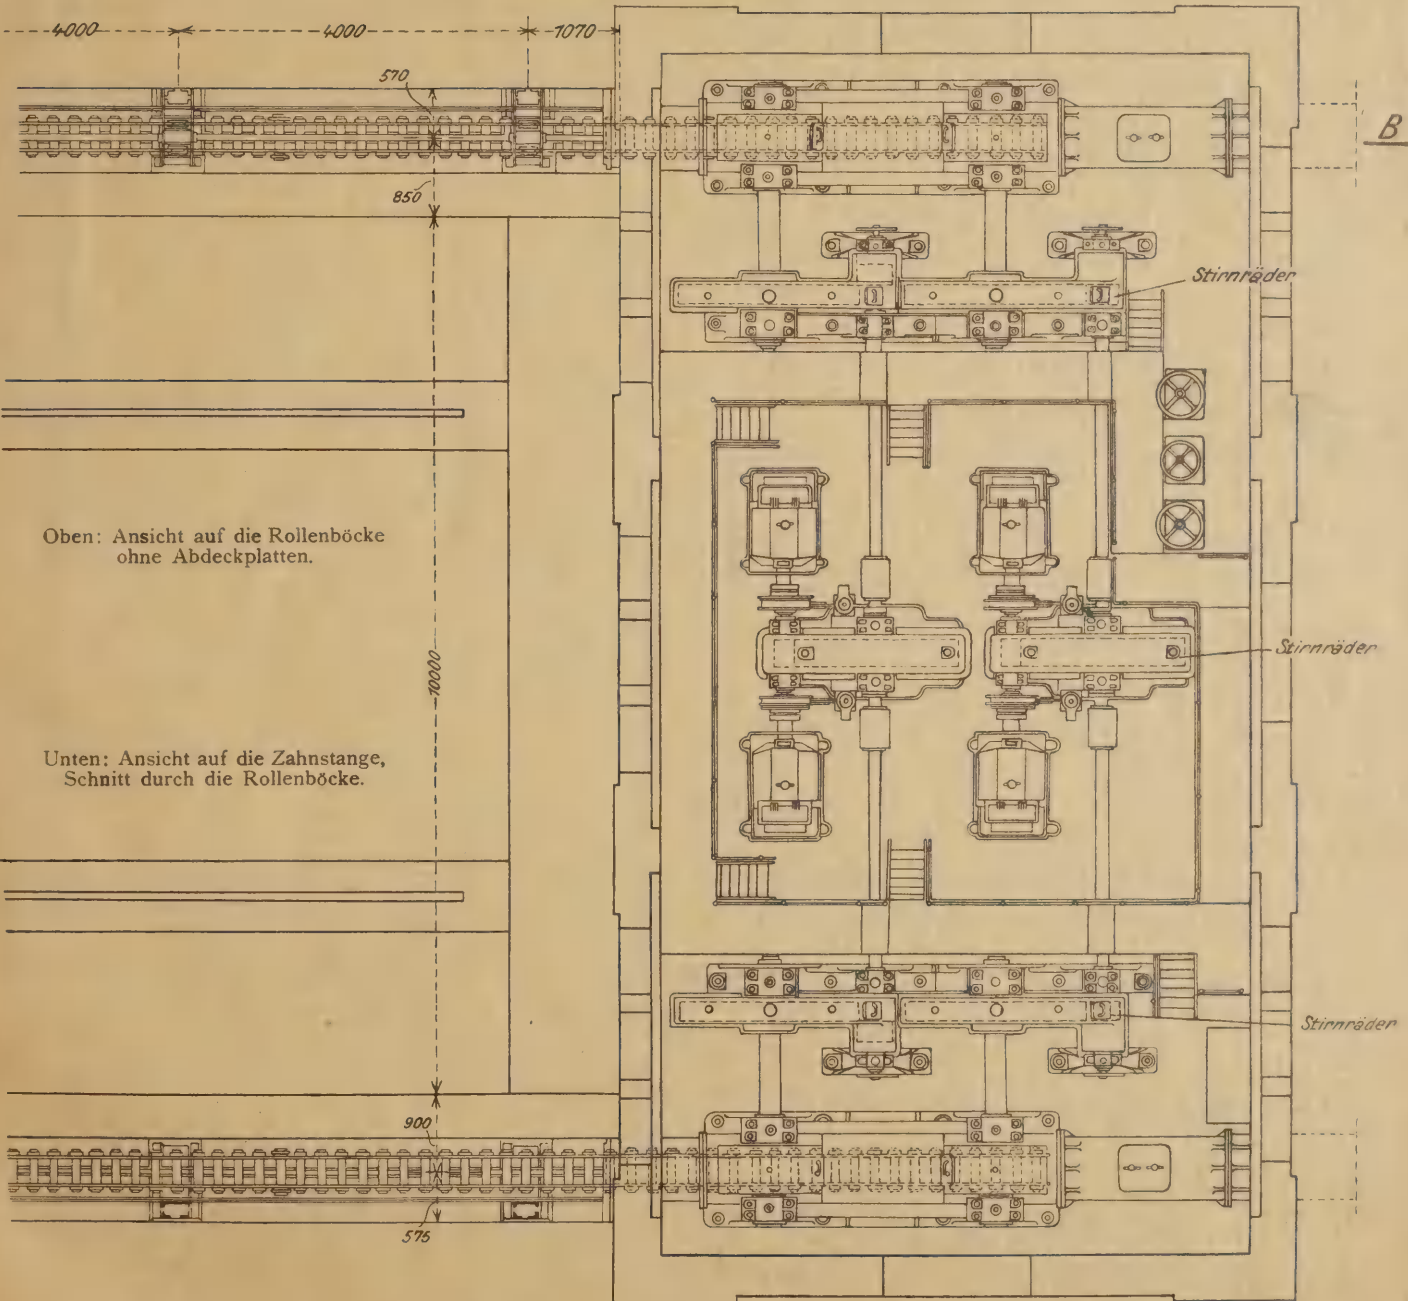 4000
4000
1070
570
B
850
Stirnräder
Oben: Ansicht auf die Rollenböcke
ohne Abdeckplatten.
10000
Stirnräder
Unten: Ansicht auf die Zahnstange,
Schnitt durch die Rollenböcke.
Stirnräder
900
575